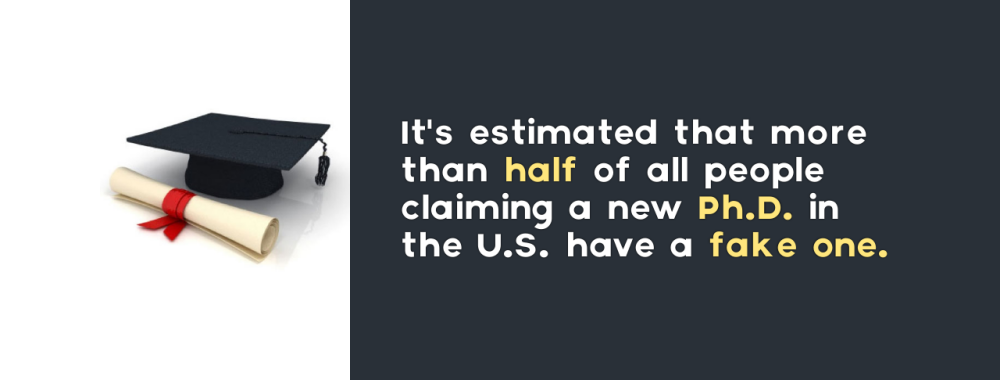 It's estimated that more
than half of all people
claiming a new Ph.D. in
the U.S. have a fake one.